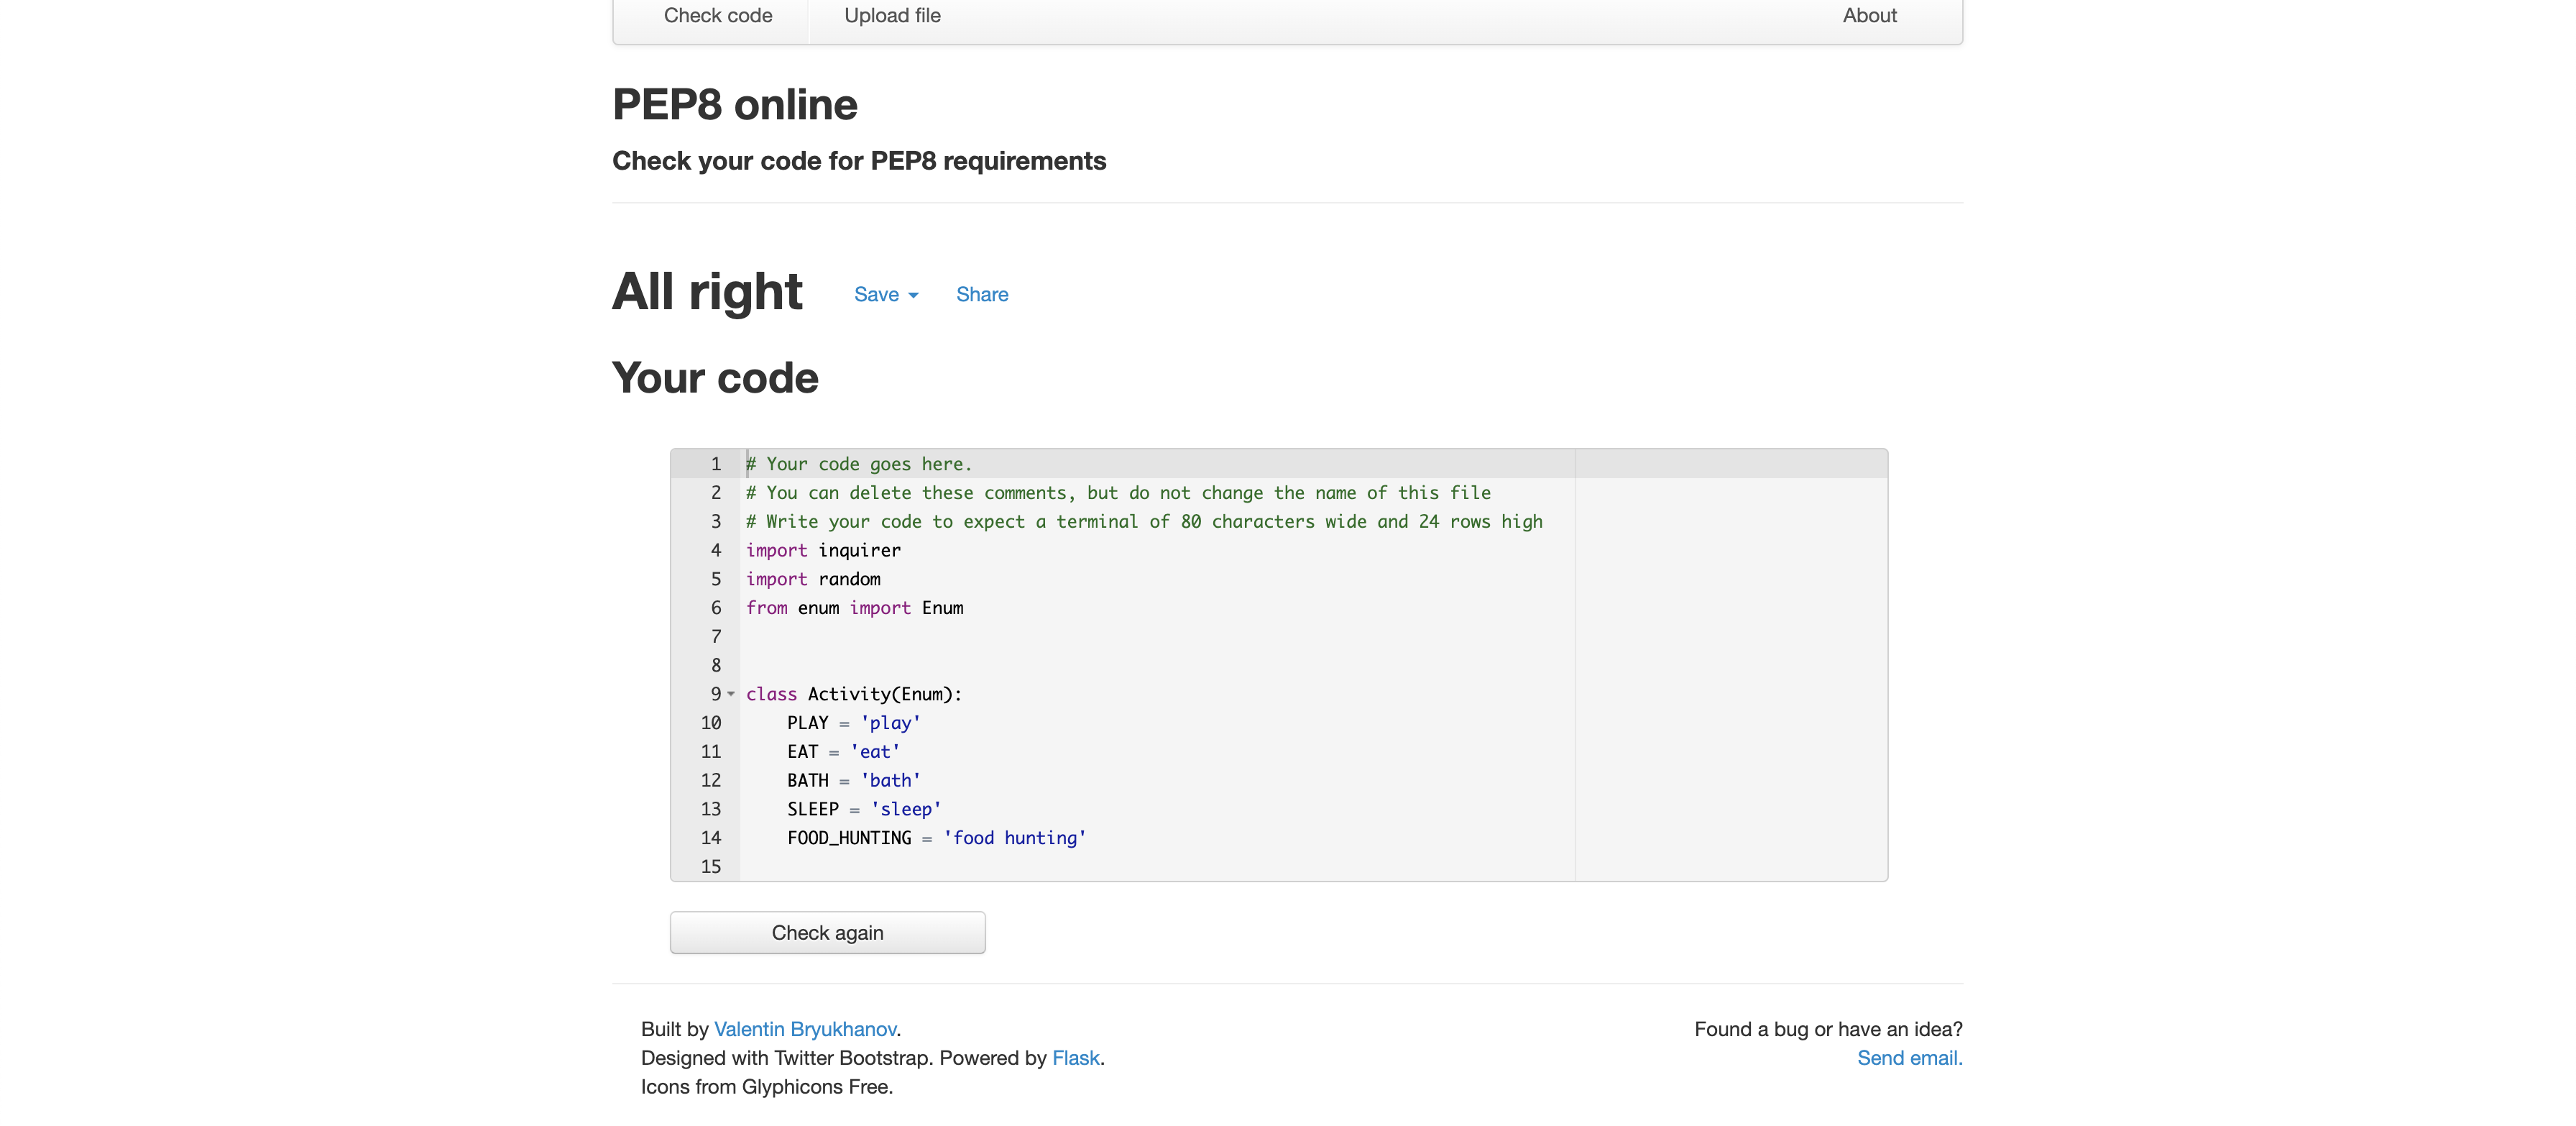 Check code
Upload file
About
PEP8 online
Check your code for PEP8 requirements
All right
Save
Share
Your code
1 # Your code goes here.
2 # You can delete these comments, but do not change the name of this file
3 # Write your code to expect a terminal of 80 characters wide and 24 rows high
4 import inquirer
5 import random
6 from enum import Enum
7
8
9 class Activity(Enum):
10     PLAY = 'play'
11     EAT = 'eat'
12     BATH = 'bath'
13     SLEEP = 'sleep'
14     FOOD_HUNTING = 'food hunting'
15
Check again
Built by Valentin Bryukhanov.
Designed with Twitter Bootstrap. Powered by Flask.
Icons from Glyphicons Free.
Found a bug or have an idea?
Send email.